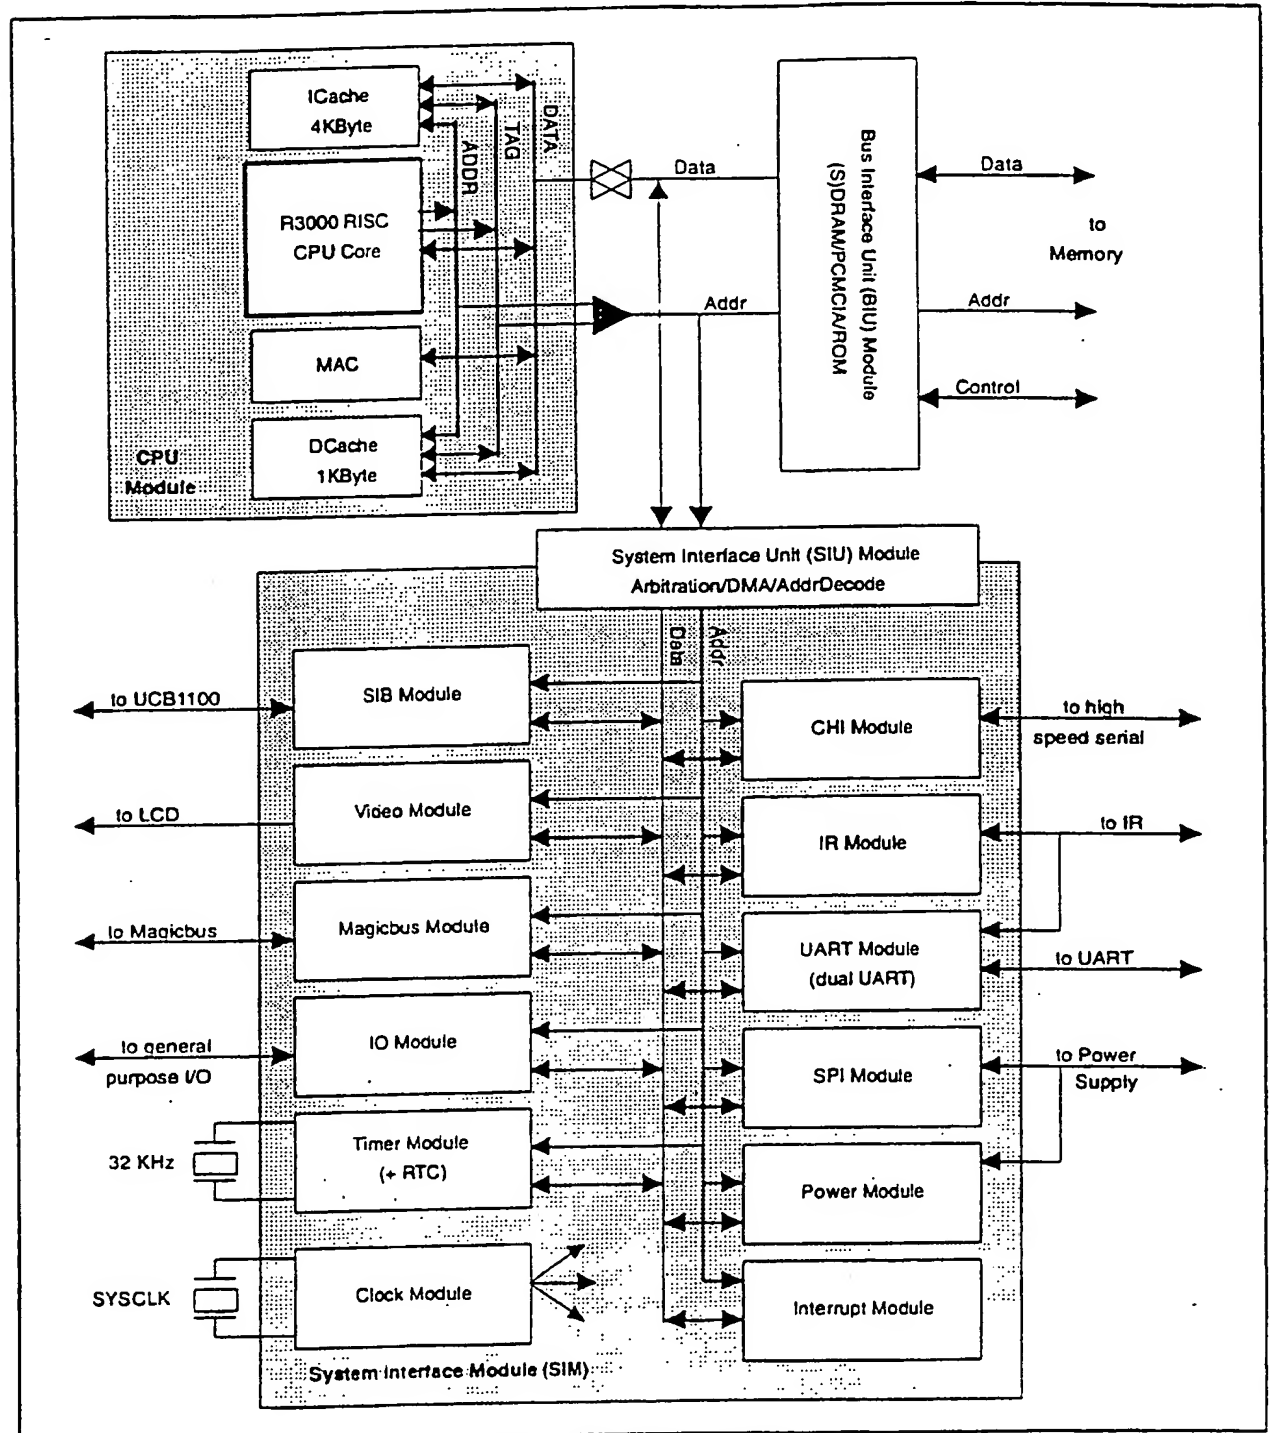 ICache
4KByte
DATA
TAG
ADDR
R3000 RISC
CPU Core
MAC
DCache
1KByte
CPU
Module
Data
Addr
Bus Interface Unit (BIU) Module
(S)DRAM/PCMCIA/ROM
Data
to
Memory
Addr
Control
System Interface Unit (SIU) Module
Arbitration/DMA/AddrDecode
Data
Addr
to UCB1100
SIB Module
CHI Module
to high
speed serial
to LCD
Video Module
IR Module
to IR
to Magicbus
Magicbus Module
UART Module
(dual UART)
to UART
to general
purpose I/O
IO Module
SPI Module
to Power
Supply
32 KHz
Timer Module
(+ RTC)
Power Module
SYSCLK
Clock Module
Interrupt Module
System Interface Module (SIM)